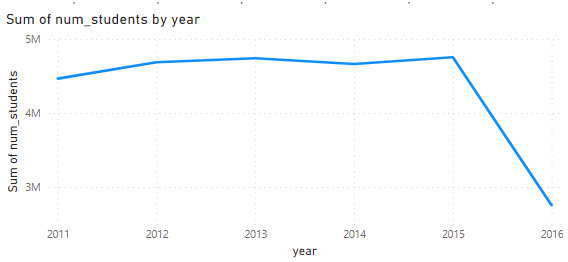 Sum of num_students by year
5M
4M
3M
Sum of num_students
2011 2012 2013 2014 2015 2016
year